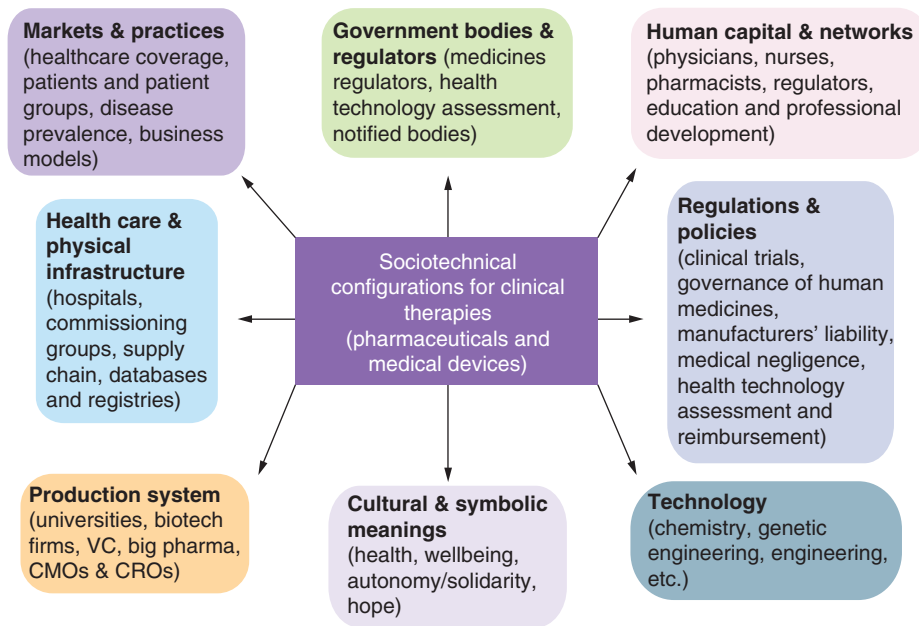 Markets & practices
(healthcare coverage,
patients and patient
groups, disease
prevalence, business
models)
Government bodies &
regulators (medicines
regulators, health
technology assessment,
notified bodies)
Human capital & networks
(physicians, nurses,
pharmacists, regulators,
education and professional
development)
Health care &
physical
infrastructure
(hospitals,
commissioning
groups, supply
chain, databases
and registries)
Sociotechnical
configurations for clinical
therapies
(pharmaceuticals and
medical devices)
Regulations &
policies
(clinical trials,
governance of human
medicines,
manufacturers’ liability,
medical negligence,
health technology
assessment and
reimbursement)
Production system
(universities, biotech
firms, VC, big pharma,
CMOs & CROs)
Cultural & symbolic
meanings
(health, wellbeing,
autonomy/solidarity,
hope)
Technology
(chemistry, genetic
engineering, engineering,
etc.)